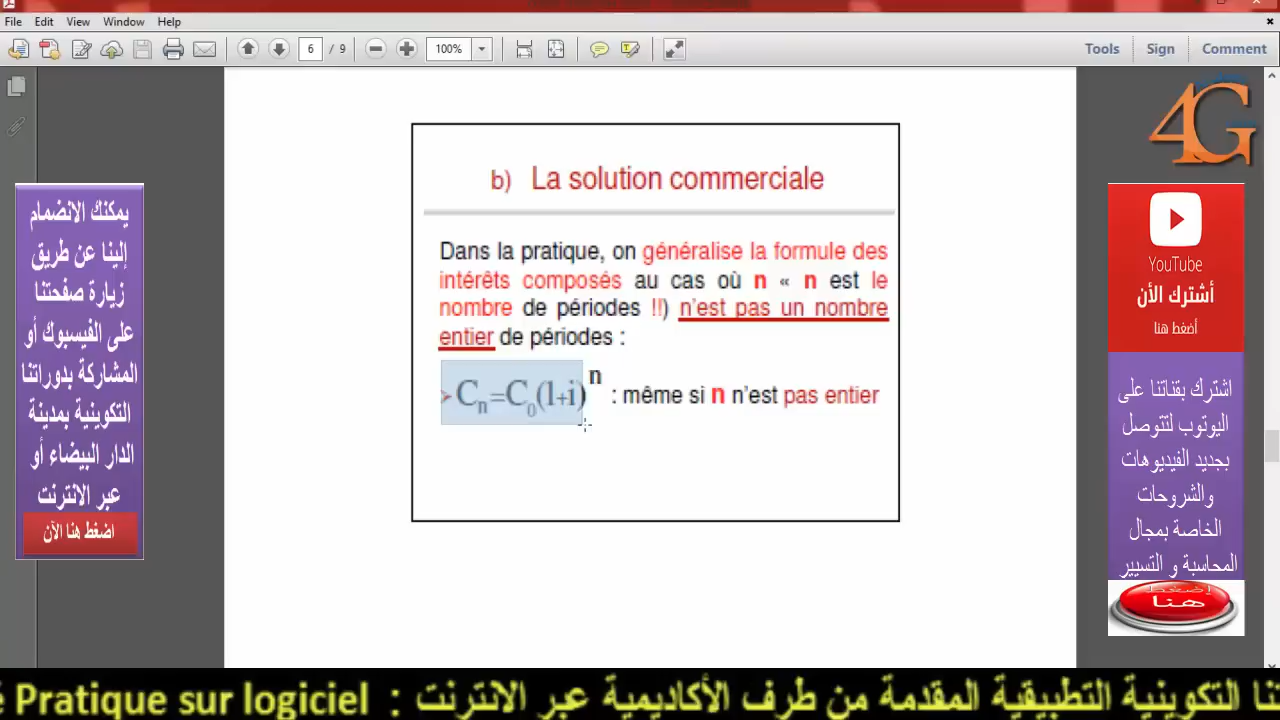 File Edit View Window Help
6 / 9 100% Tools Sign Comment
4G
b) La solution commerciale
Dans la pratique, on généralise la formule des
intérêts composés au cas où n « n est le
nombre de périodes !!) n'est pas un nombre
entier de périodes :
➢ Cn=C0(1+i)n : même si n n'est pas entier
يمكنك الانضمام
إلينا عن طريق
زيارة صفحتنا
على الفيسبوك أو
المشاركة بدوراتنا
التكوينية بمدينة
الدار البيضاء أو
عبر الانترنت
اضغط هنا الآن
YouTube
أشترك الأن
أضغط هنا
اشترك بقناتنا على
اليوتوب لتتوصل
بجديد الفيديوهات
والشروحات
الخاصة بمجال
المحاسبة و التسيير
إضغط
هنا
تنا التكوينية التطبيقية المقدمة من طرف الأكاديمية عبر الانترنت : é Pratique sur logiciel